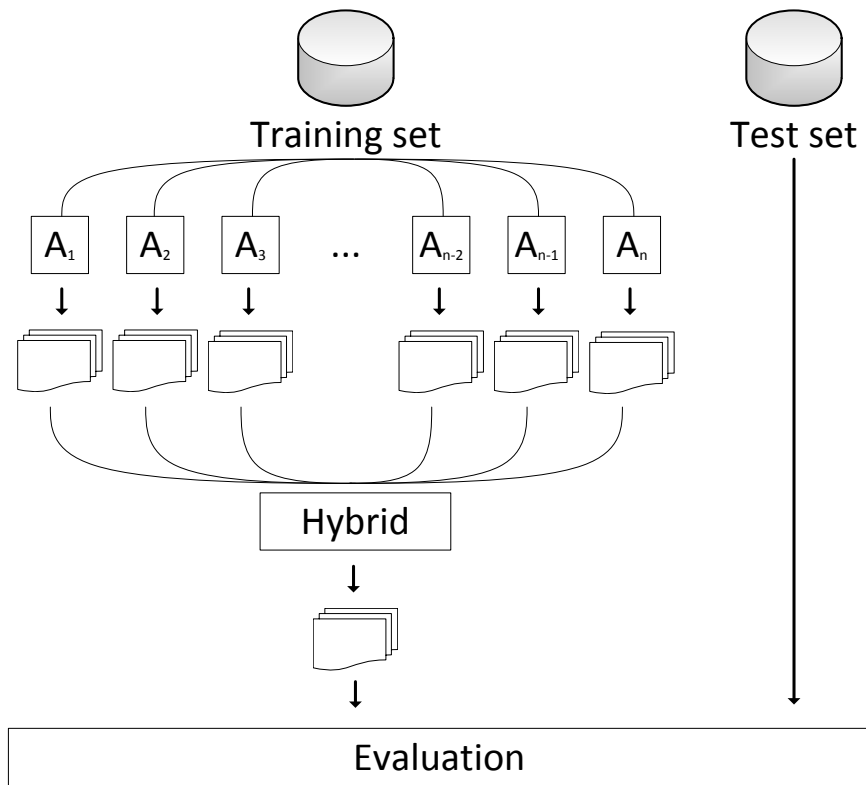 Training set
Test set
A1
A2
A3
...
An-2
An-1
An
Hybrid
Evaluation